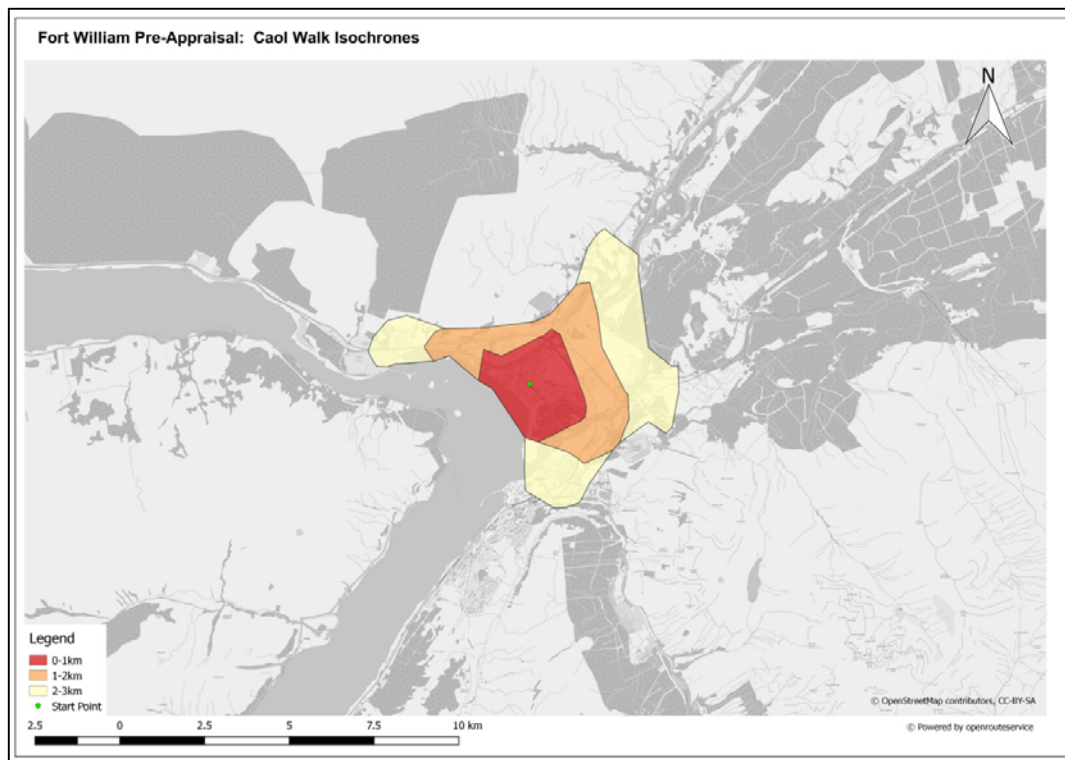 Fort William Pre-Appraisal: Caol Walk Isochrones
N
Legend
0-1km
1-2km
2-3km
Start Point
© OpenStreetMap contributors, CC-BY-SA
2.5 0 2.5 5 7.5 10 km
© Powered by openrouteservice